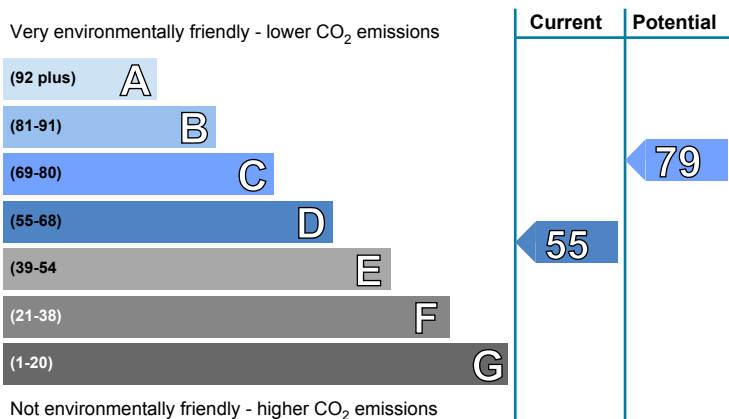 Current Potential
Very environmentally friendly - lower CO₂ emissions
(92 plus) A
(81-91) B
(69-80) C
79
(55-68) D
55
(39-54 E
(21-38) F
(1-20) G
Not environmentally friendly - higher CO₂ emissions